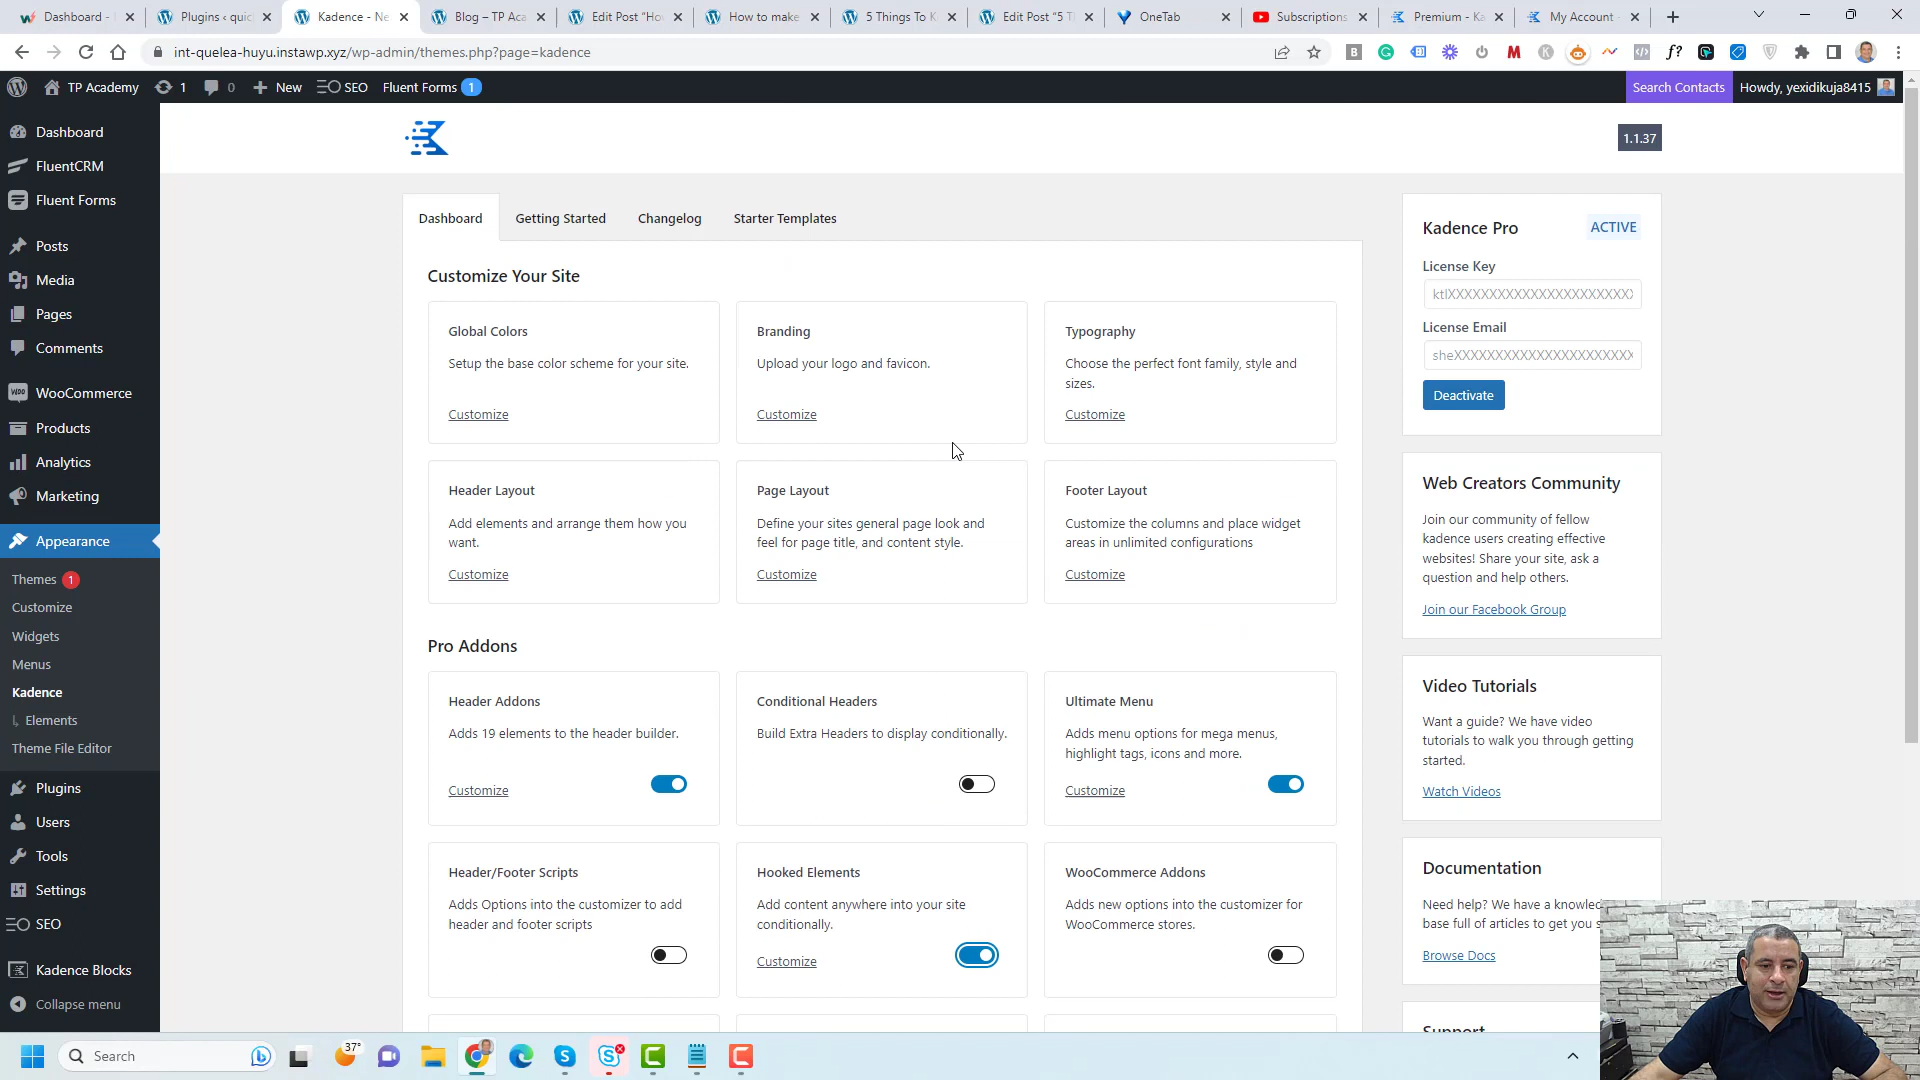 Dashboard -
Plugins ‹ quic
Kadence - Ne
Blog – TP Aca
Edit Post "Ho
How to make
5 Things To K
Edit Post "5 T
OneTab
Subscriptions
Premium - Ka
My Account -
int-quelea-huyu.instawp.xyz/wp-admin/themes.php?page=kadence
TP Academy
1
0
New
SEO
Fluent Forms 1
Search Contacts
Howdy, yexidikuja8415
Dashboard
FluentCRM
Fluent Forms
Posts
Media
Pages
Comments
WooCommerce
Products
Analytics
Marketing
Appearance
Themes 1
Customize
Widgets
Menus
Kadence
Elements
Theme File Editor
Plugins
Users
Tools
Settings
SEO
Kadence Blocks
Collapse menu
1.1.37
Dashboard
Getting Started
Changelog
Starter Templates
Customize Your Site
Global Colors
Setup the base color scheme for your site.
Customize
Branding
Upload your logo and favicon.
Customize
Typography
Choose the perfect font family, style and
sizes.
Customize
Header Layout
Add elements and arrange them how you
want.
Customize
Page Layout
Define your sites general page look and
feel for page title, and content style.
Customize
Footer Layout
Customize the columns and place widget
areas in unlimited configurations
Customize
Pro Addons
Header Addons
Adds 19 elements to the header builder.
Customize
Conditional Headers
Build Extra Headers to display conditionally.
Ultimate Menu
Adds menu options for mega menus,
highlight tags, icons and more.
Customize
Header/Footer Scripts
Adds Options into the customizer to add
header and footer scripts
Hooked Elements
Add content anywhere into your site
conditionally.
Customize
WooCommerce Addons
Adds new options into the customizer for
WooCommerce stores.
Kadence Pro
ACTIVE
License Key
ktlXXXXXXXXXXXXXXXXXXXXXX
License Email
sheXXXXXXXXXXXXXXXXXXXXX
Deactivate
Web Creators Community
Join our community of fellow
kadence users creating effective
websites! Share your site, ask a
question and help others.
Join our Facebook Group
Video Tutorials
Want a guide? We have video
tutorials to walk you through getting
started.
Watch Videos
Documentation
Need help? We have a knowled
base full of articles to get you s
Browse Docs
Support
Search
37°